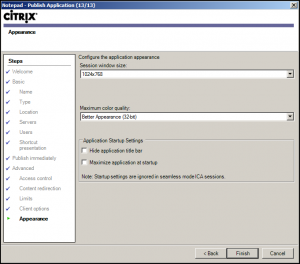 Notepad - Publish Application (13/13)
CITRIX
Appearance
Steps
Welcome
Basic
Name
Type
Location
Servers
Users
Shortcut
presentation
Publish immediately
Advanced
Access control
Content redirection
Limits
Client options
Appearance
Configure the application appearance.
Session window size:
1024x768
Maximum color quality:
Better Appearance (32-bit)
Application Startup Settings
Hide application title bar
Maximize application at startup
Note: Startup settings are ignored in seamless mode ICA sessions.
< Back
Finish
Cancel